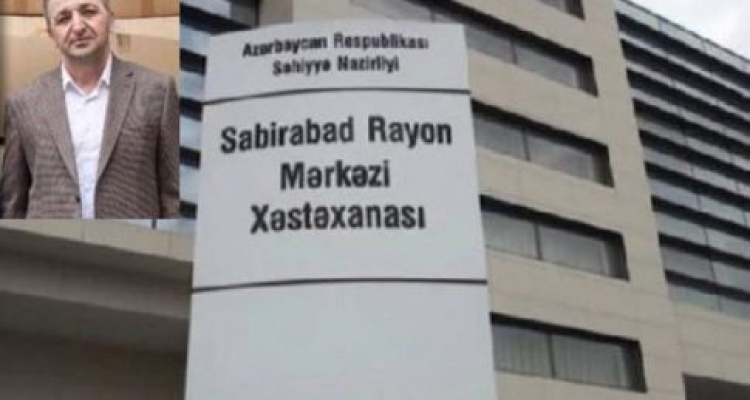 Azərbaycan Respublikası
Səhiyyə Nazirliyi
Sabirabad Rayon
Mərkəzi
Xəstəxanası